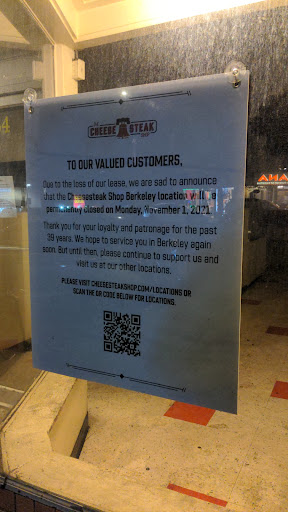 THE
CHEESE STEAK
SHOP
TO OUR VALUED CUSTOMERS,
Due to the loss of our lease, we are sad to announce
that the Cheesesteak Shop Berkeley location will be
permanently closed on Monday, November 1, 2021.
Thank you for your loyalty and patronage for the past
39 years. We hope to service you in Berkeley again
soon. But until then, please continue to support us and
visit us at our other locations.
PLEASE VISIT CHEESESTEAKSHOP.COM/LOCATIONS OR
SCAN THE QR CODE BELOW FOR LOCATIONS.